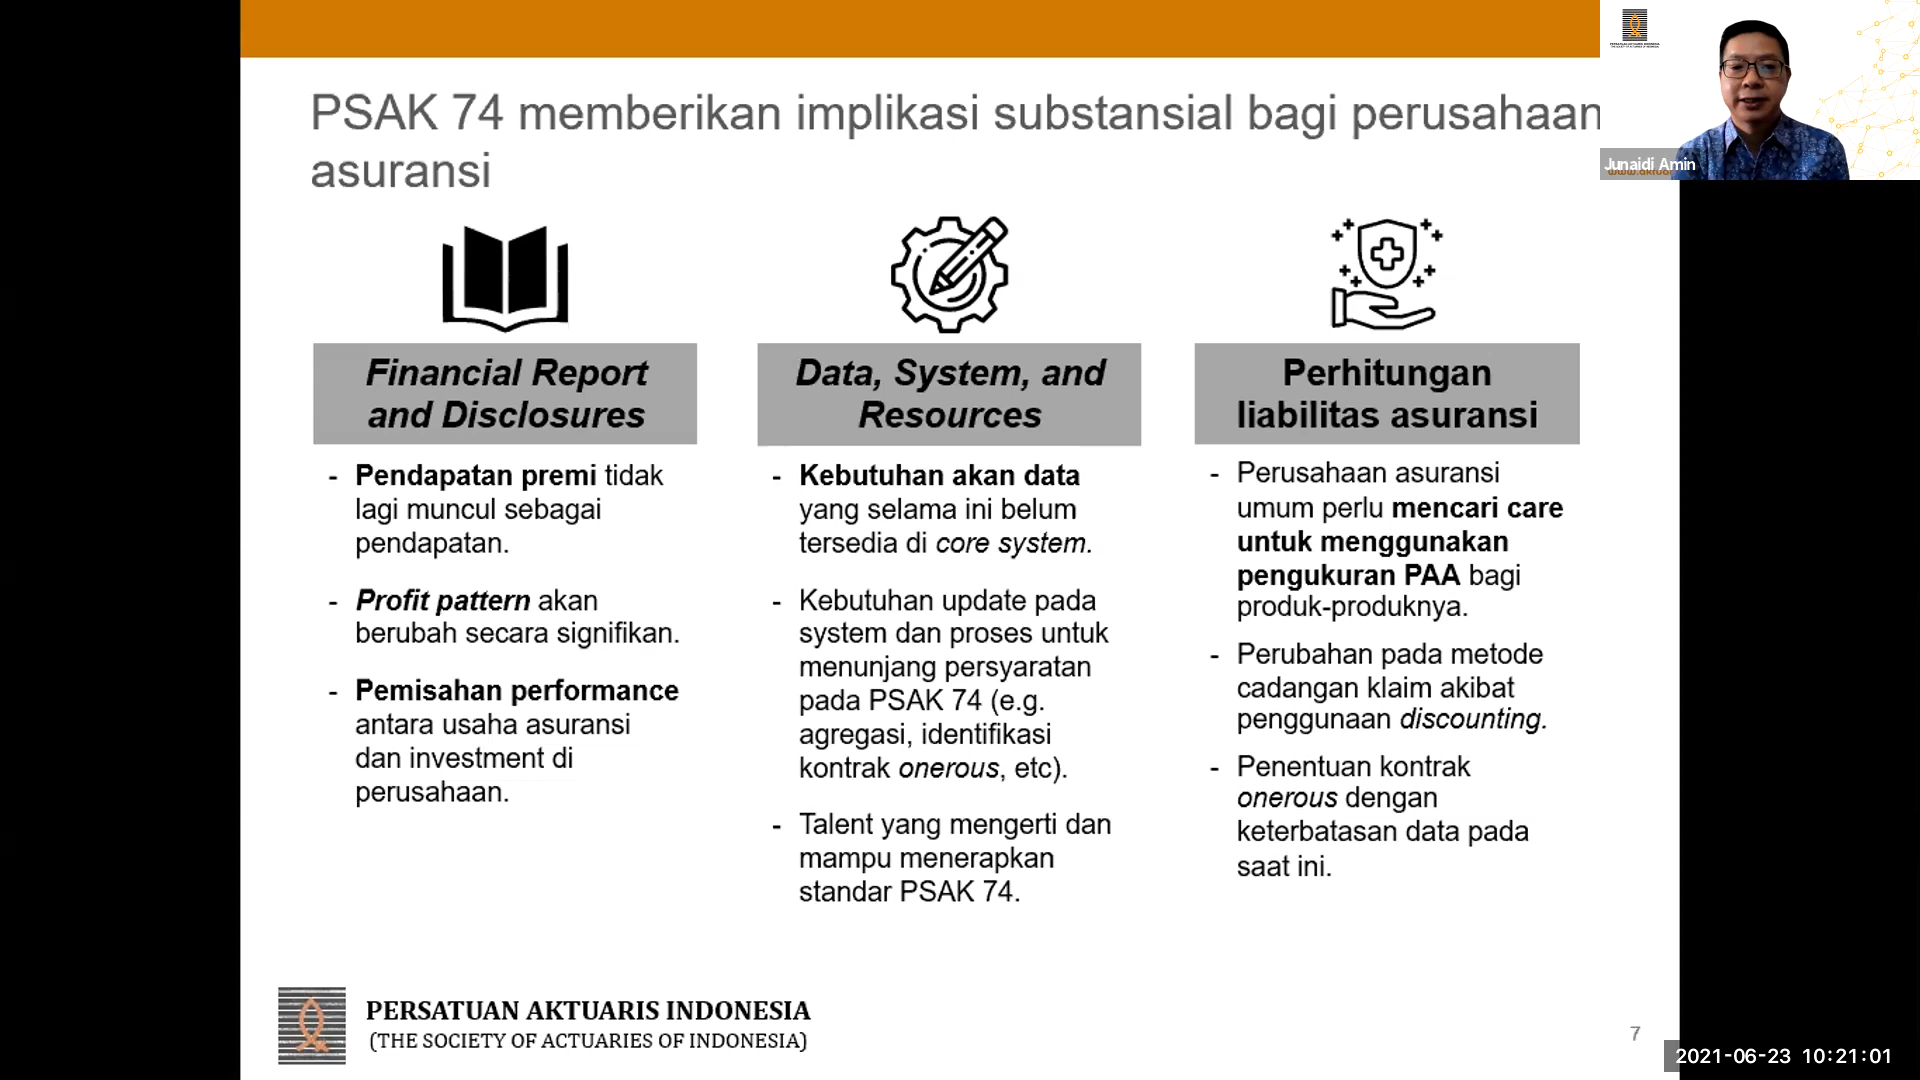 PSAK 74 memberikan implikasi substansial bagi perusahaan
asuransi
Junaidi Amin
Financial Report
and Disclosures
- Pendapatan premi tidak
lagi muncul sebagai
pendapatan.
- Profit pattern akan
berubah secara signifikan.
- Pemisahan performance
antara usaha asuransi
dan investment di
perusahaan.
Data, System, and
Resources
- Kebutuhan akan data
yang selama ini belum
tersedia di core system.
- Kebutuhan update pada
system dan proses untuk
menunjang persyaratan
pada PSAK 74 (e.g.
agregasi, identifikasi
kontrak onerous, etc).
- Talent yang mengerti dan
mampu menerapkan
standar PSAK 74.
Perhitungan
liabilitas asuransi
- Perusahaan asuransi
umum perlu mencari care
untuk menggunakan
pengukuran PAA bagi
produk-produknya.
- Perubahan pada metode
cadangan klaim akibat
penggunaan discounting.
- Penentuan kontrak
onerous dengan
keterbatasan data pada
saat ini.
PERSATUAN AKTUARIS INDONESIA
(THE SOCIETY OF ACTUARIES OF INDONESIA)
7
2021-06-23 10:21:01